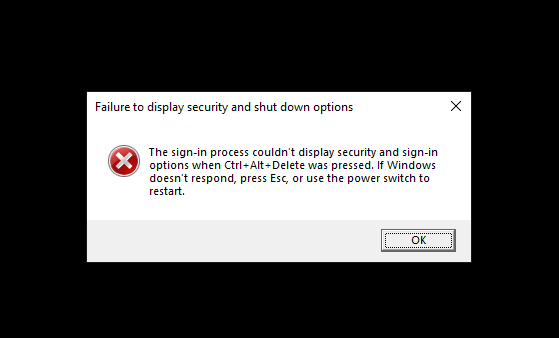 Failure to display security and shut down options
The sign-in process couldn't display security and sign-in
options when Ctrl+Alt+Delete was pressed. If Windows
doesn't respond, press Esc, or use the power switch to
restart.
OK